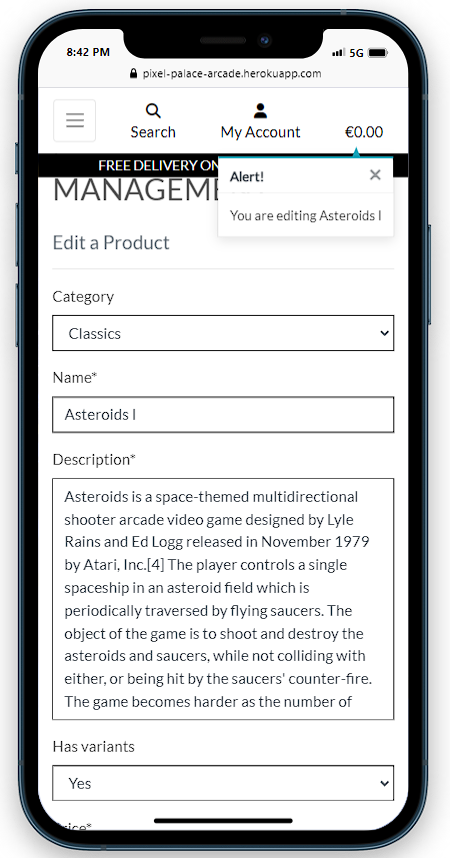 8:42 PM
5G
pixel-palace-arcade.herokuapp.com
Search
My Account
€0.00
FREE DELIVERY ON
Alert!
×
You are editing Asteroids I
Edit a Product
Category
Classics
Name*
Asteroids I
Description*
Asteroids is a space-themed multidirectional
shooter arcade video game designed by Lyle
Rains and Ed Logg released in November 1979
by Atari, Inc.[4] The player controls a single
spaceship in an asteroid field which is
periodically traversed by flying saucers. The
object of the game is to shoot and destroy the
asteroids and saucers, while not colliding with
either, or being hit by the saucers' counter-fire.
The game becomes harder as the number of
Has variants
Yes